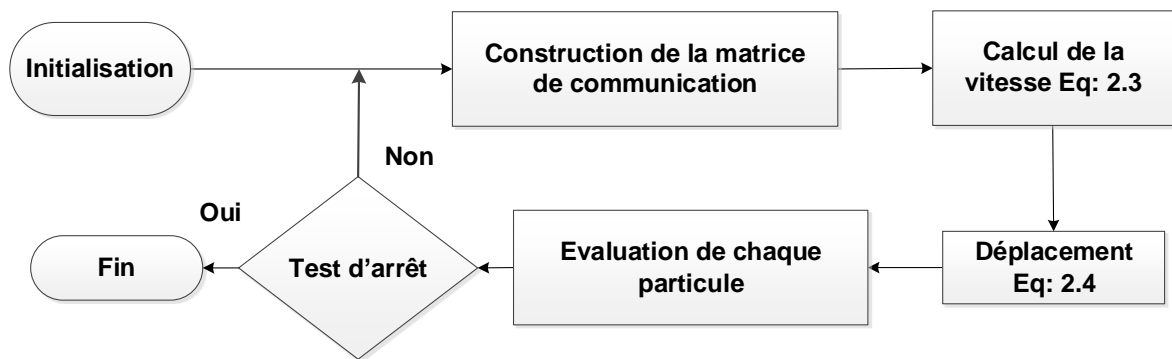 Initialisation
Construction de la matrice
de communication
Calcul de la
vitesse Eq: 2.3
Non
Oui
Fin
Test d'arrêt
Evaluation de chaque
particule
Déplacement
Eq: 2.4